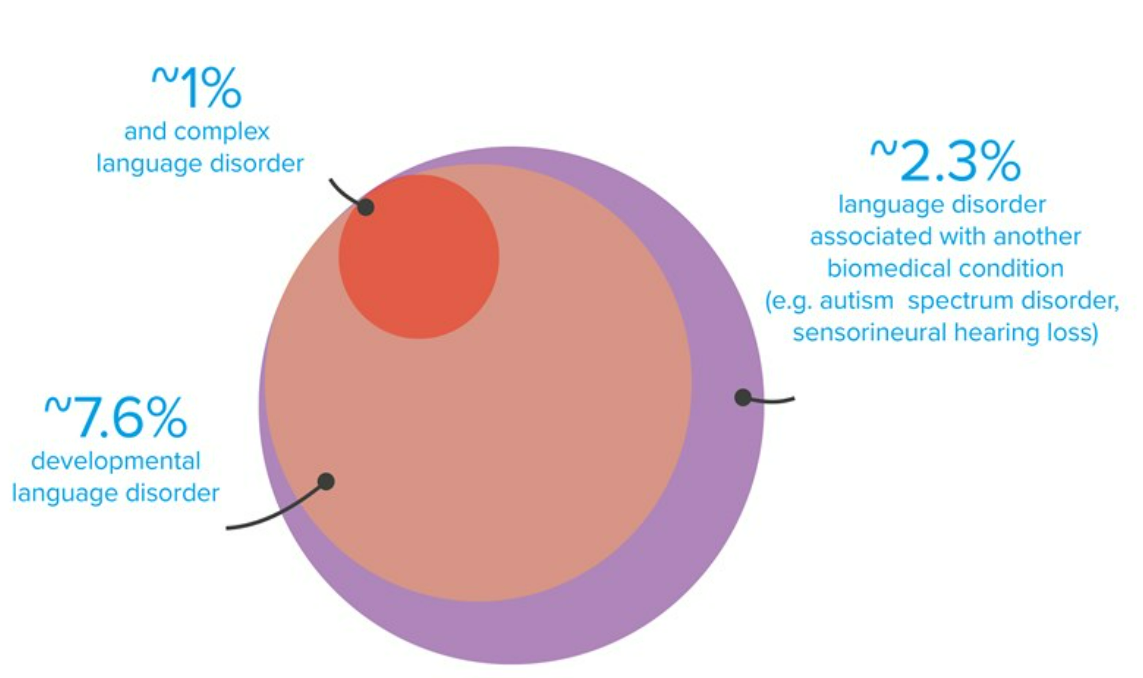 ~1%
and complex
language disorder
~2.3%
language disorder
associated with another
biomedical condition
(e.g. autism  spectrum disorder,
sensorineural hearing loss)
~7.6%
developmental
language disorder